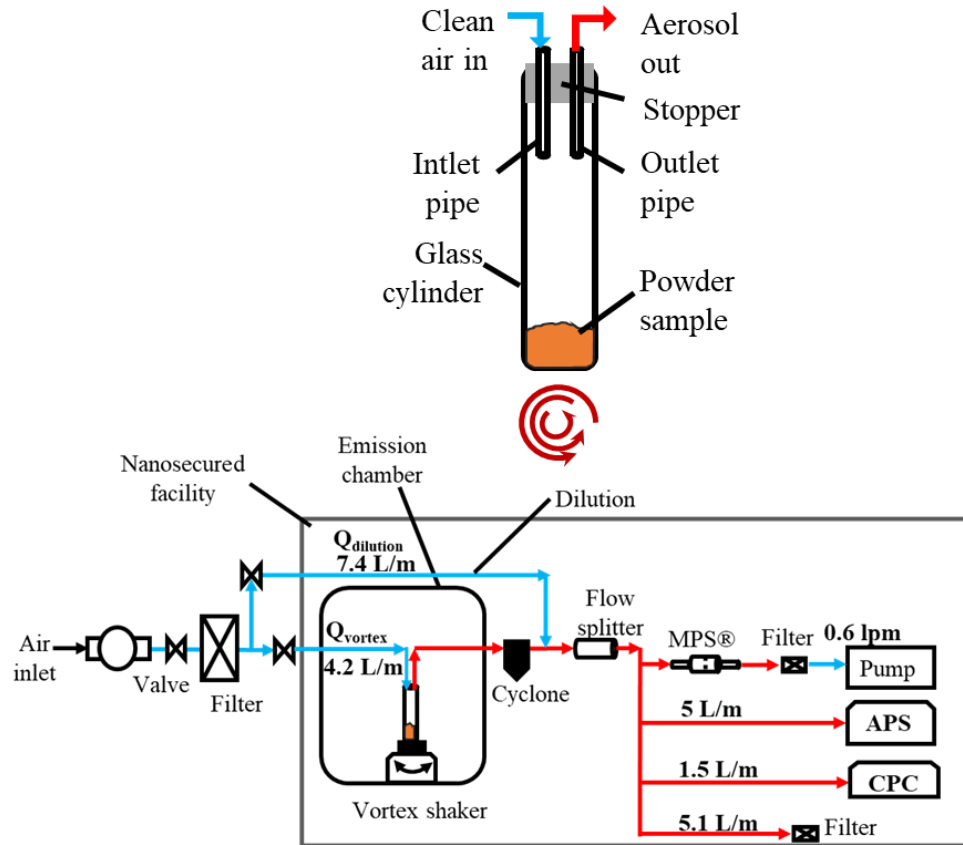 Clean
air in
Aerosol
out
Stopper
Intlet
pipe
Outlet
pipe
Glass
cylinder
Powder
sample
Nanosecured
facility
Emission
chamber
Dilution
Qdilution
7.4 L/m
Flow
splitter
MPS®
Filter
0.6 lpm
Air
inlet
Valve
Filter
Qvortex
4.2 L/m
Cyclone
Pump
5 L/m
APS
1.5 L/m
CPC
Vortex shaker
5.1 L/m
Filter